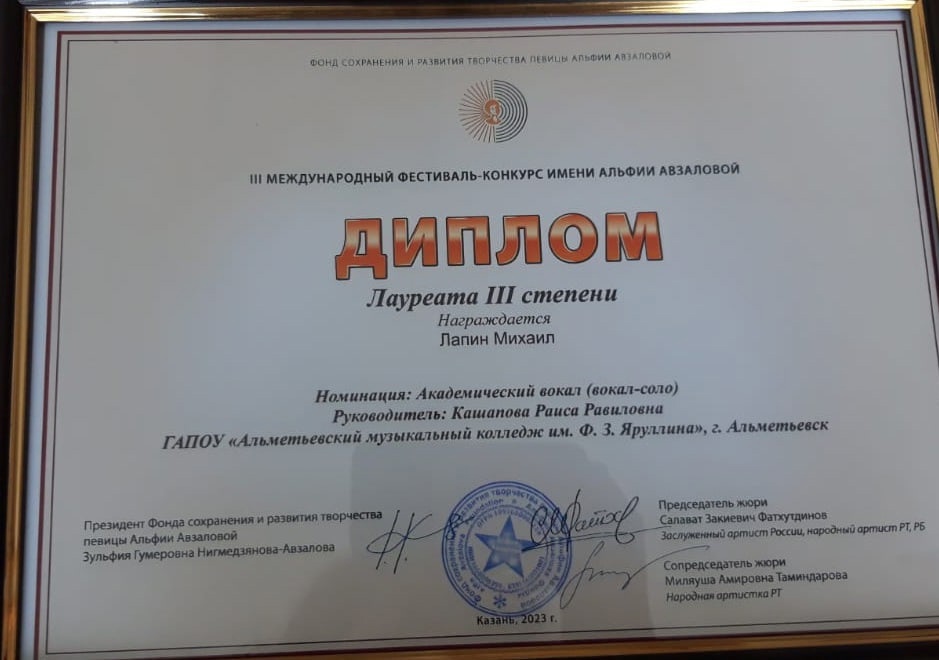 ФОНД СОХРАНЕНИЯ И РАЗВИТИЯ ТВОРЧЕСТВА ПЕВИЦЫ АЛЬФИИ АВЗАЛОВОЙ
III МЕЖДУНАРОДНЫЙ ФЕСТИВАЛЬ-КОНКУРС ИМЕНИ АЛЬФИИ АВЗАЛОВОЙ
ДИПЛОМ
Лауреата III степени
Награждается
Лапин Михаил
Номинация: Академический вокал (вокал-соло)
Руководитель: Кашапова Раиса Равиловна
ГАПОУ «Альметьевский музыкальный колледж им. Ф. З. Яруллина», г. Альметьевск
Президент Фонда сохранения и развития творчества
певицы Альфии Авзаловой
Зульфия Гумеровна Нигмедзянова-Авзалова
Председатель жюри
Салават Закиевич Фатхутдинов
Заслуженный артист России, народный артист РТ, РБ
Сопредседатель жюри
Миляуша Амировна Таминдарова
Народная артистка РТ
Казань, 2023 г.